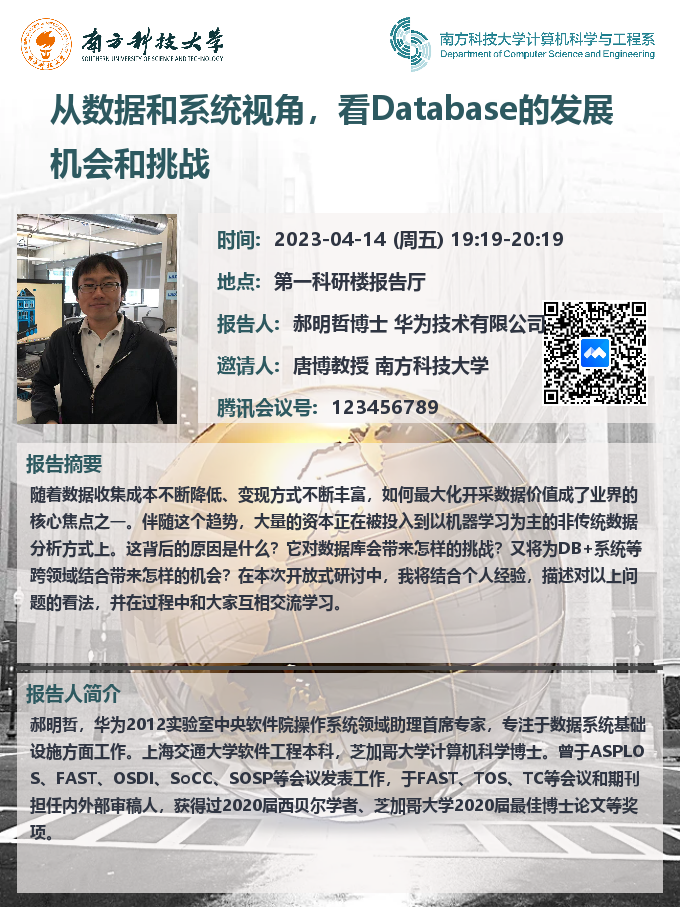 南方科技大学
SOUTHERN UNIVERSITY OF SCIENCE AND TECHNOLOGY
南方科技大学计算机科学与工程系
Department of Computer Science and Engineering
从数据和系统视角，看Database的发展
机会和挑战
时间：2023-04-14 (周五) 19:19-20:19
地点：第一科研楼报告厅
报告人：郝明哲博士 华为技术有限公司
邀请人：唐博教授 南方科技大学
腾讯会议号：123456789
报告摘要
随着数据收集成本不断降低、变现方式不断丰富，如何最大化开采数据价值成了业界的
核心焦点之一。伴随这个趋势，大量的资本正在被投入到以机器学习为主的非传统数据
分析方式上。这背后的原因是什么？它对数据库会带来怎样的挑战？又将为DB+系统等
跨领域结合带来怎样的机会？在本次开放式研讨中，我将结合个人经验，描述对以上问
题的看法，并在过程中和大家互相交流学习。
报告人简介
郝明哲，华为2012实验室中央软件院操作系统领域助理首席专家，专注于数据系统基础
设施方面工作。上海交通大学软件工程本科，芝加哥大学计算机科学博士。曾于ASPLO
S、FAST、OSDI、SoCC、SOSP等会议发表工作，于FAST、TOS、TC等会议和期刊
担任内外部审稿人，获得过2020届西贝尔学者、芝加哥大学2020届最佳博士论文等奖
项。